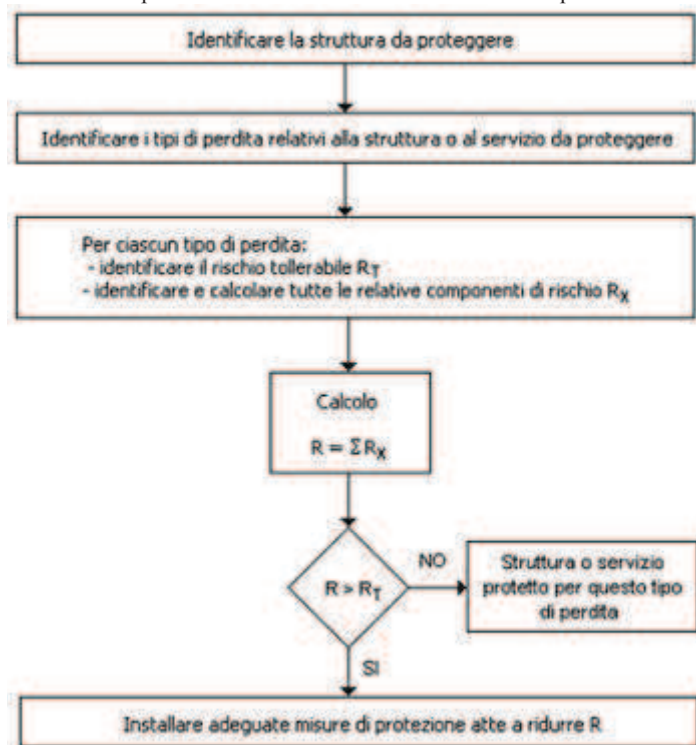 Identificare la struttura da proteggere
Identificare i tipi di perdita relativi alla struttura o al servizio da proteggere
Per ciascun tipo di perdita:
- identificare il rischio tollerabile RT
- identificare e calcolare tutte le relative componenti di rischio RX
Calcolo
R = ΣRX
R > RT
NO
Struttura o servizio
protetto per questo tipo
di perdita
SI
Installare adeguate misure di protezione atte a ridurre R